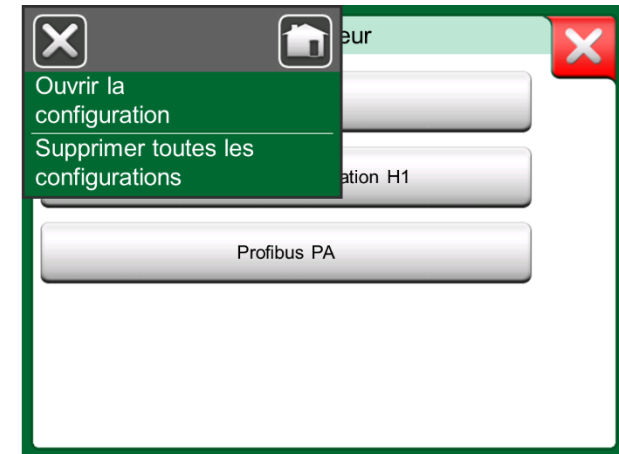 eur
Ouvrir la
configuration
Supprimer toutes les
configurations
ation H1
Profibus PA